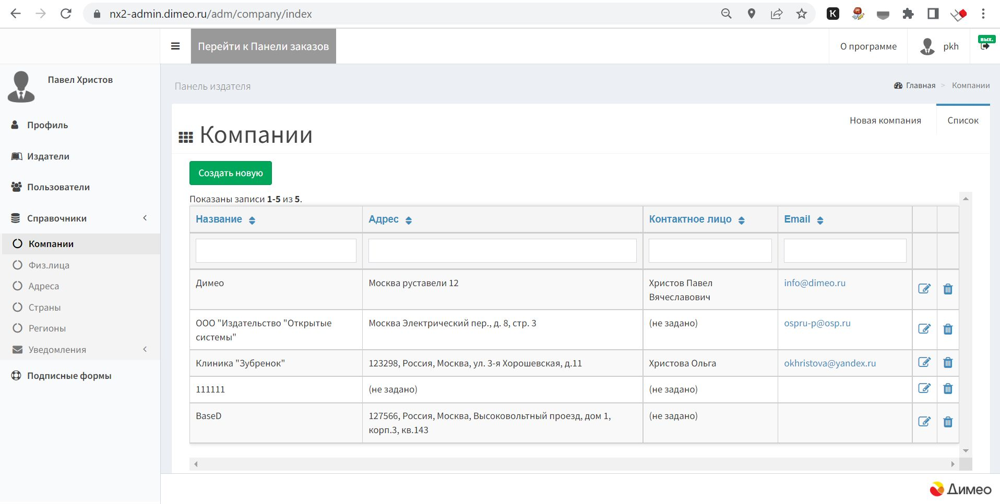 nx2-admin.dimeo.ru/adm/company/index
Перейти к Панели заказов
О программе
pkh
вых.
Павел Христов
Панель издателя
Главная > Компании
Профиль
Издатели
Пользователи
Справочники
Компании
Физ.лица
Адреса
Страны
Регионы
Уведомления
Подписные формы
Компании
Новая компания
Список
Создать новую
Показаны записи 1-5 из 5.
Название Адрес Контактное лицо Email
Димео Москва руставели 12 Христов Павел info@dimeo.ru
Вячеславович
ООО "Издательство "Открытые Москва Электрический пер., д. 8, стр. 3 (не задано) ospru-p@osp.ru
системы"
Клиника "Зубренок" 123298, Россия, Москва, ул. 3-я Хорошевская, д.11 Христова Ольга okhristova@yandex.ru
111111 (не задано) (не задано)
BaseD 127566, Россия, Москва, Высоковольтный проезд, дом 1, (не задано)
корп.3, кв.143
Димео